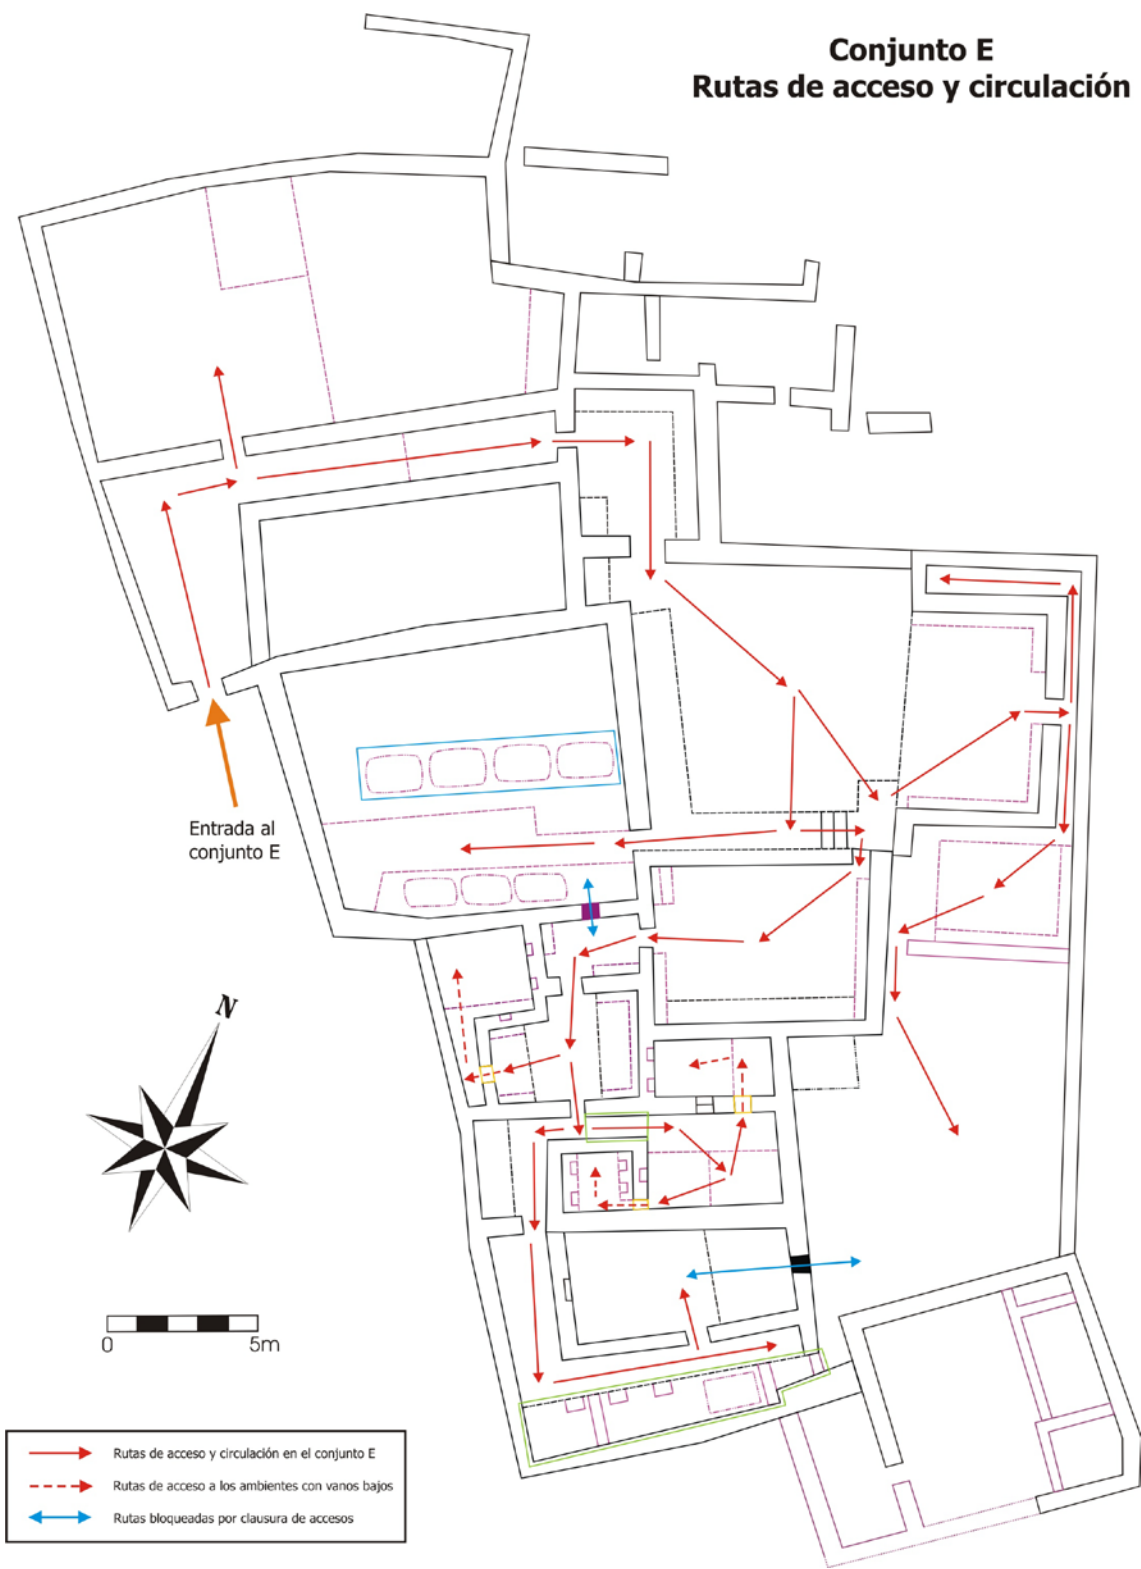 Conjunto E
Rutas de acceso y circulación
Entrada al
conjunto E
N
0 5m
Rutas de acceso y circulación en el conjunto E
Rutas de acceso a los ambientes con vanos bajos
Rutas bloqueadas por clausura de accesos